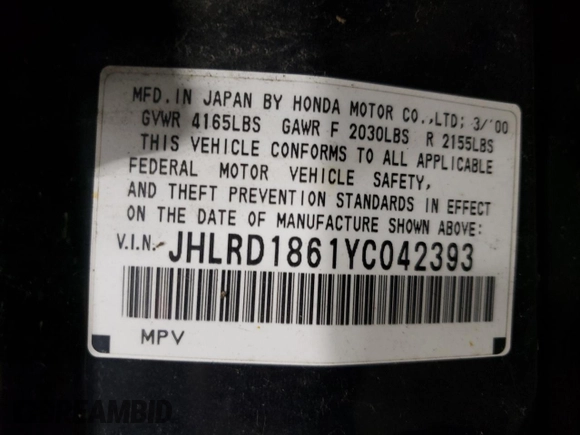 MFD. IN JAPAN BY HONDA MOTOR CO.,LTD; 3/'00
GVWR 4165LBS GAWR F 2030LBS R 2155LBS
THIS VEHICLE CONFORMS TO ALL APPLICABLE
FEDERAL MOTOR VEHICLE SAFETY,
AND THEFT PREVENTION STANDARDS IN EFFECT
ON THE DATE OF MANUFACTURE SHOWN ABOVE:
V.I.N.- JHLRD1861YC042393
MPV
DREAMBID